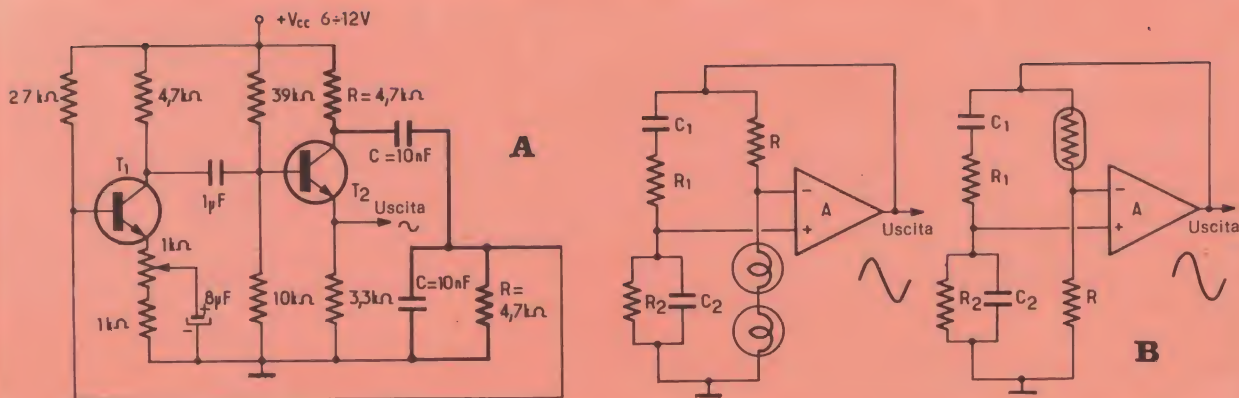 +Vcc 6÷12V
27kΩ
4,7kΩ
39kΩ
R=4,7kΩ
C=10nF
A
T1
1µF
T2
Uscita
1kΩ
8µF
+
-
1kΩ
10kΩ
3,3kΩ
C=10nF
R=
4,7kΩ
C1
R
R1
-
A
+
Uscita
R2
C2
C1
R1
-
A
+
Uscita
R2
C2
R
B